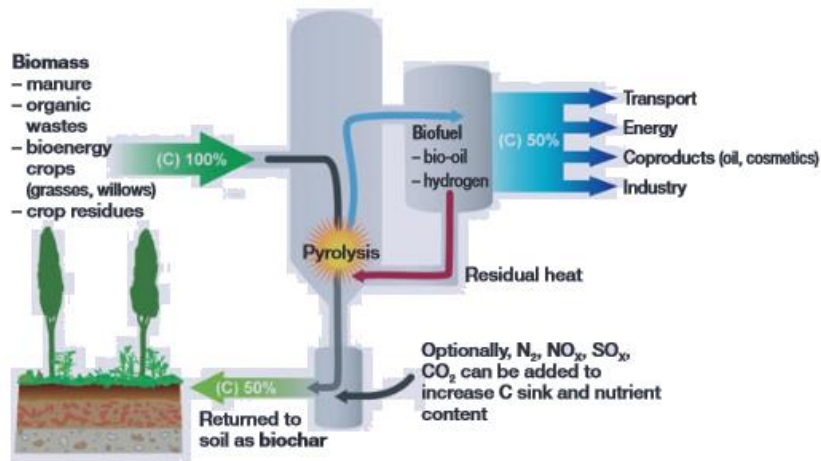 Biomass
– manure
– organic
wastes
– bioenergy
crops
(grasses, willows)
– crop residues
(C) 100%
Pyrolysis
Biofuel
– bio-oil
– hydrogen
(C) 50%
Transport
Energy
Coproducts (oil, cosmetics)
Industry
Residual heat
Optionally, N₂, NOₓ, SOₓ,
CO₂ can be added to
increase C sink and nutrient
content
(C) 50%
Returned to
soil as biochar